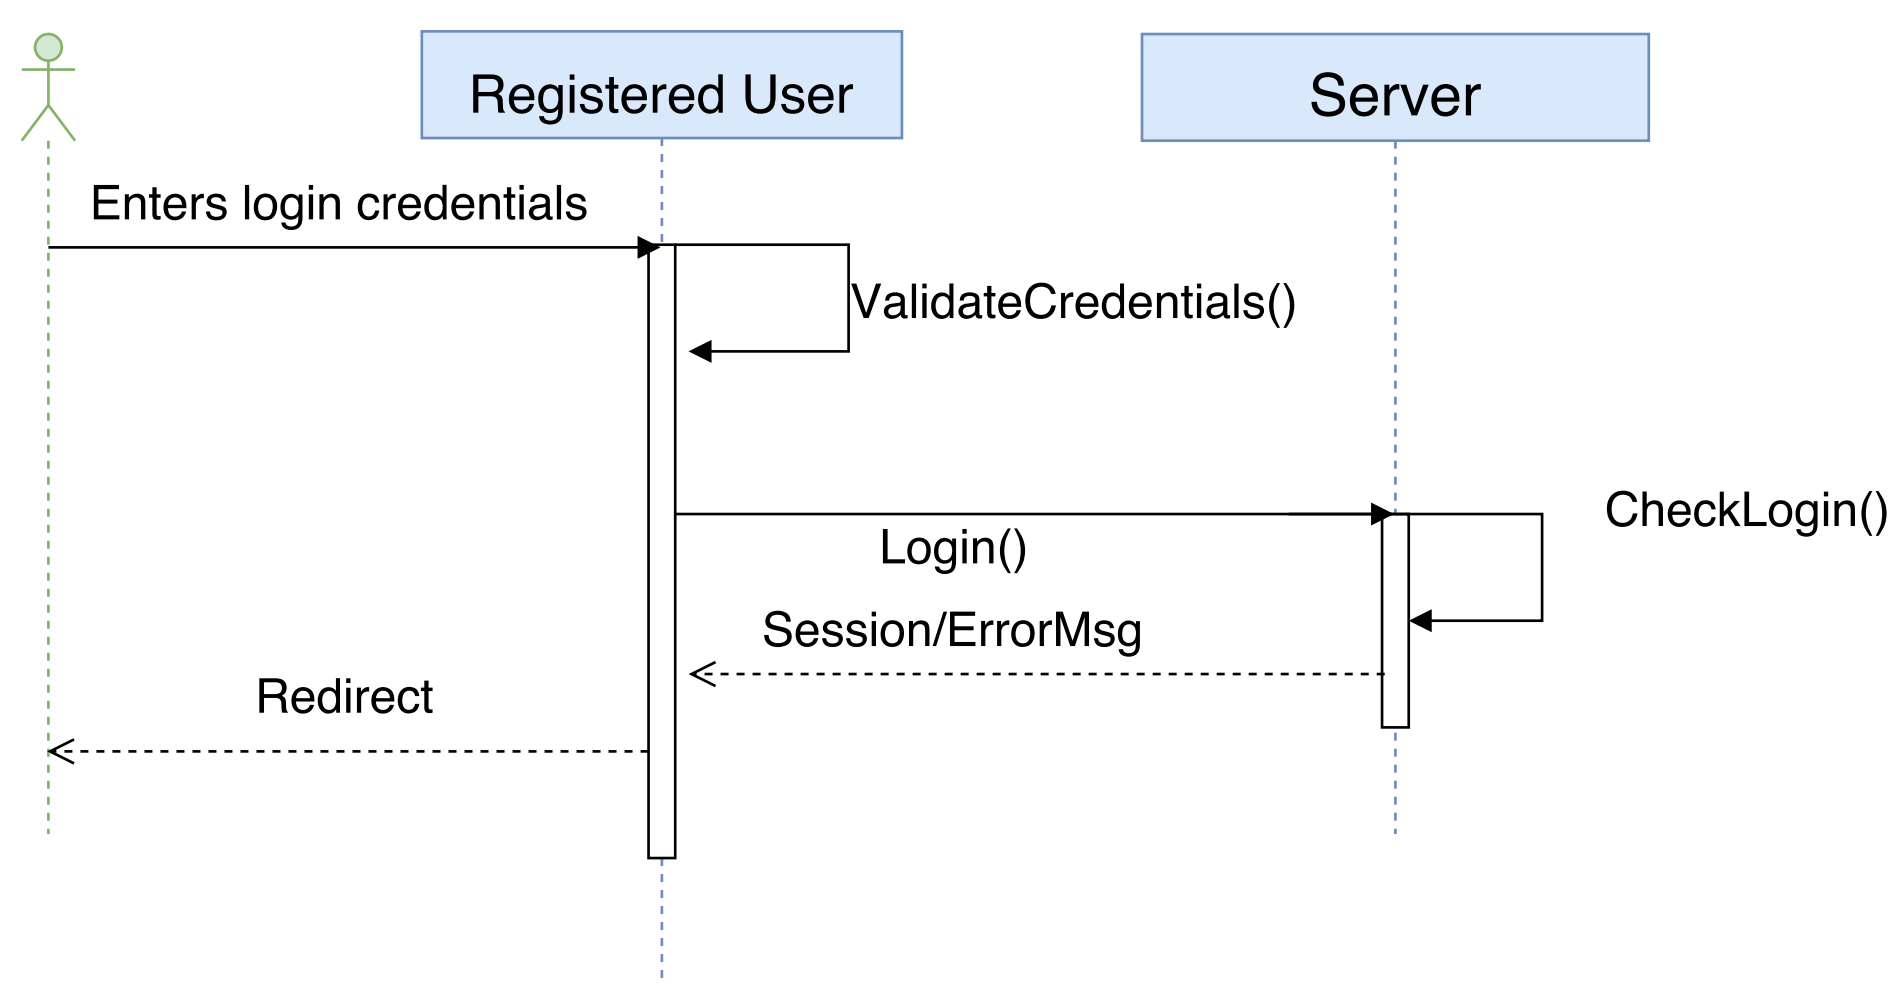 Registered User
Server
Enters login credentials
ValidateCredentials()
CheckLogin()
Login()
Session/ErrorMsg
Redirect